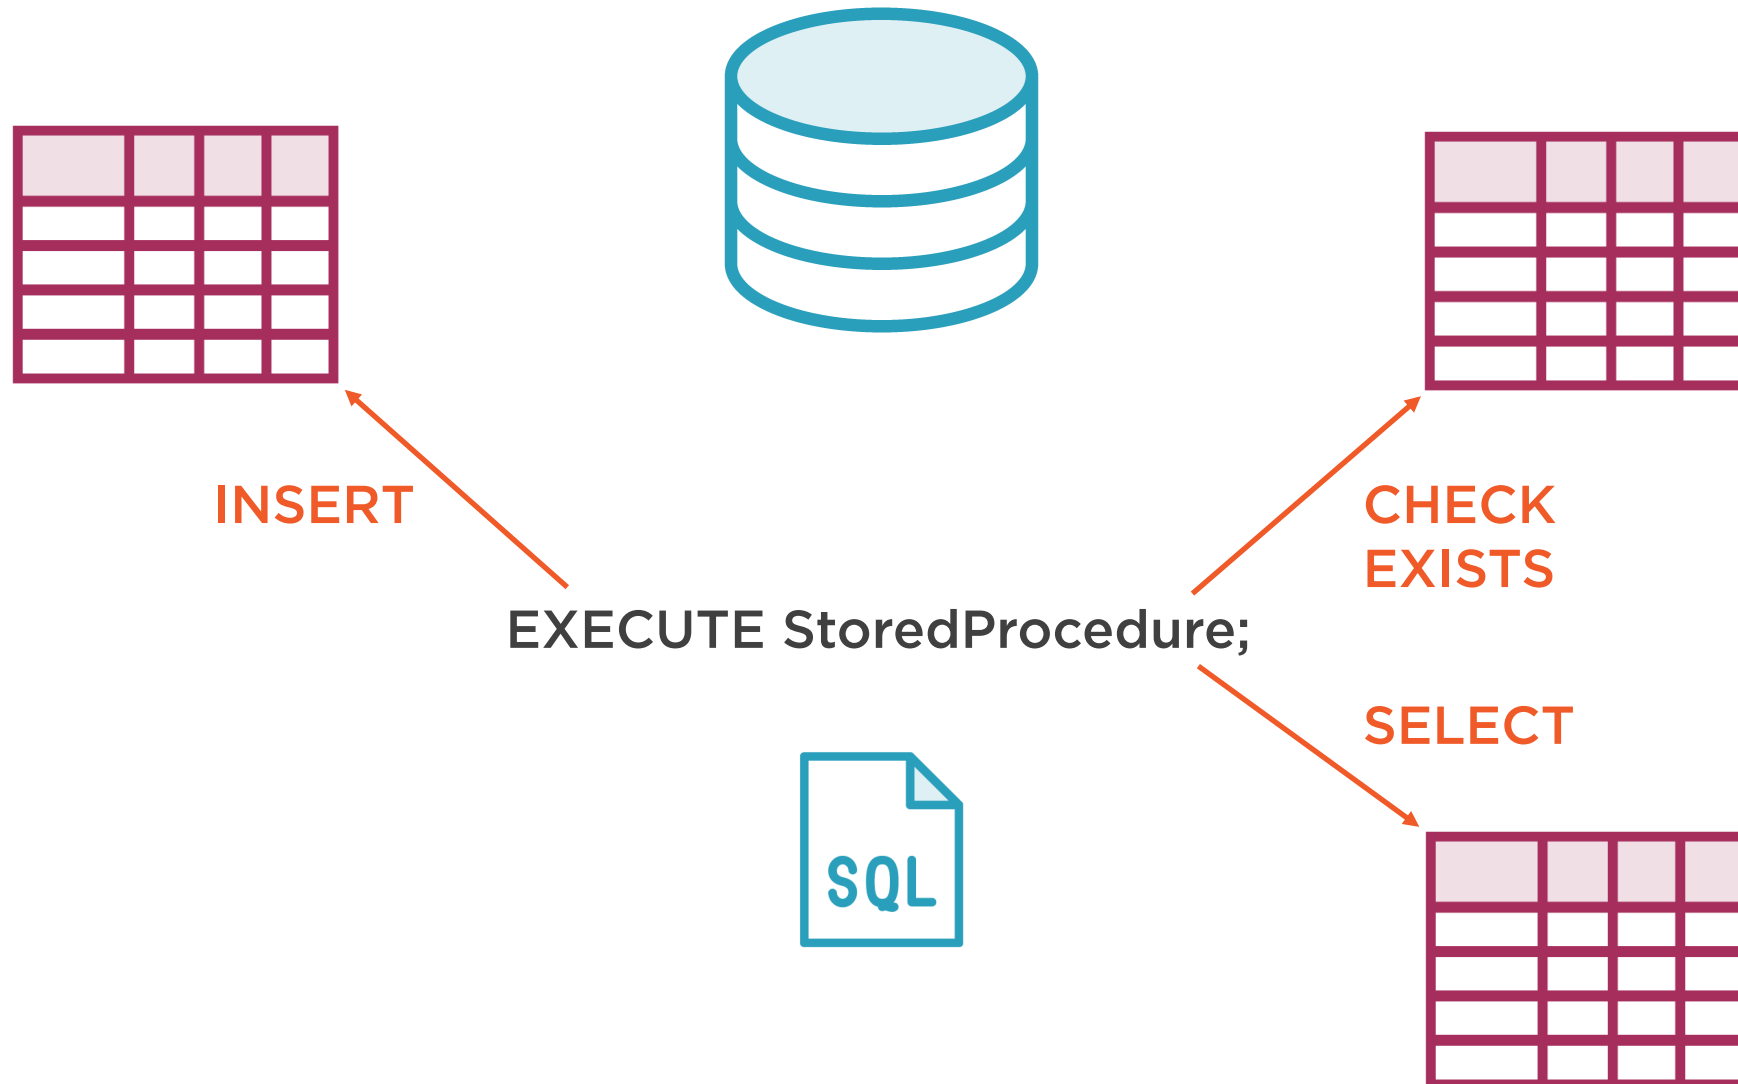 INSERT
CHECK
EXISTS
EXECUTE StoredProcedure;
SELECT
SQL